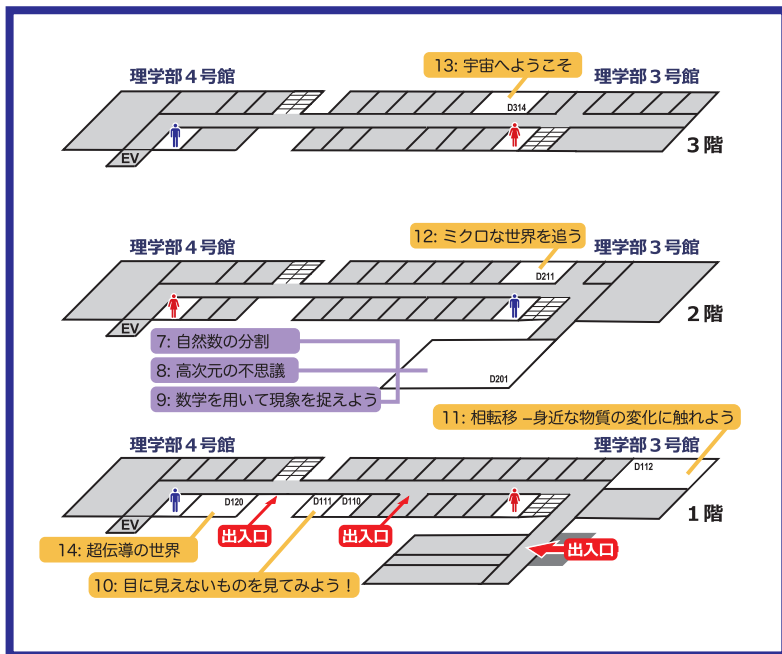 13: 宇宙へようこそ
理学部4号館
理学部3号館
D314
3階
EV
12: ミクロな世界を追う
理学部4号館
理学部3号館
D211
2階
EV
7: 自然数の分割
8: 高次元の不思議
9: 数学を用いて現象を捉えよう
D201
11: 相転移 –身近な物質の変化に触れよう
理学部4号館
理学部3号館
D112
D120
D111
D110
1階
EV
出入口
出入口
出入口
14: 超伝導の世界
10: 目に見えないものを見てみよう！